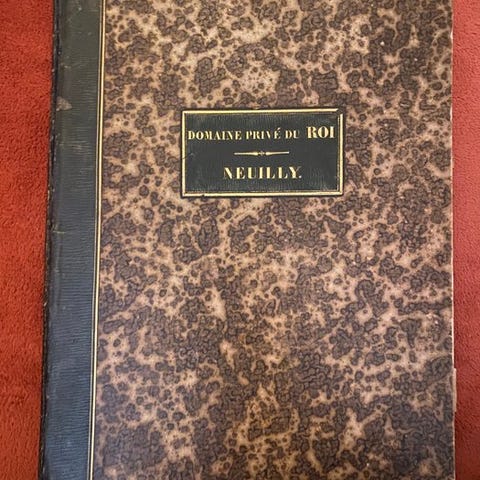 DOMAINE PRIVÉ DU ROI
NEUILLY.